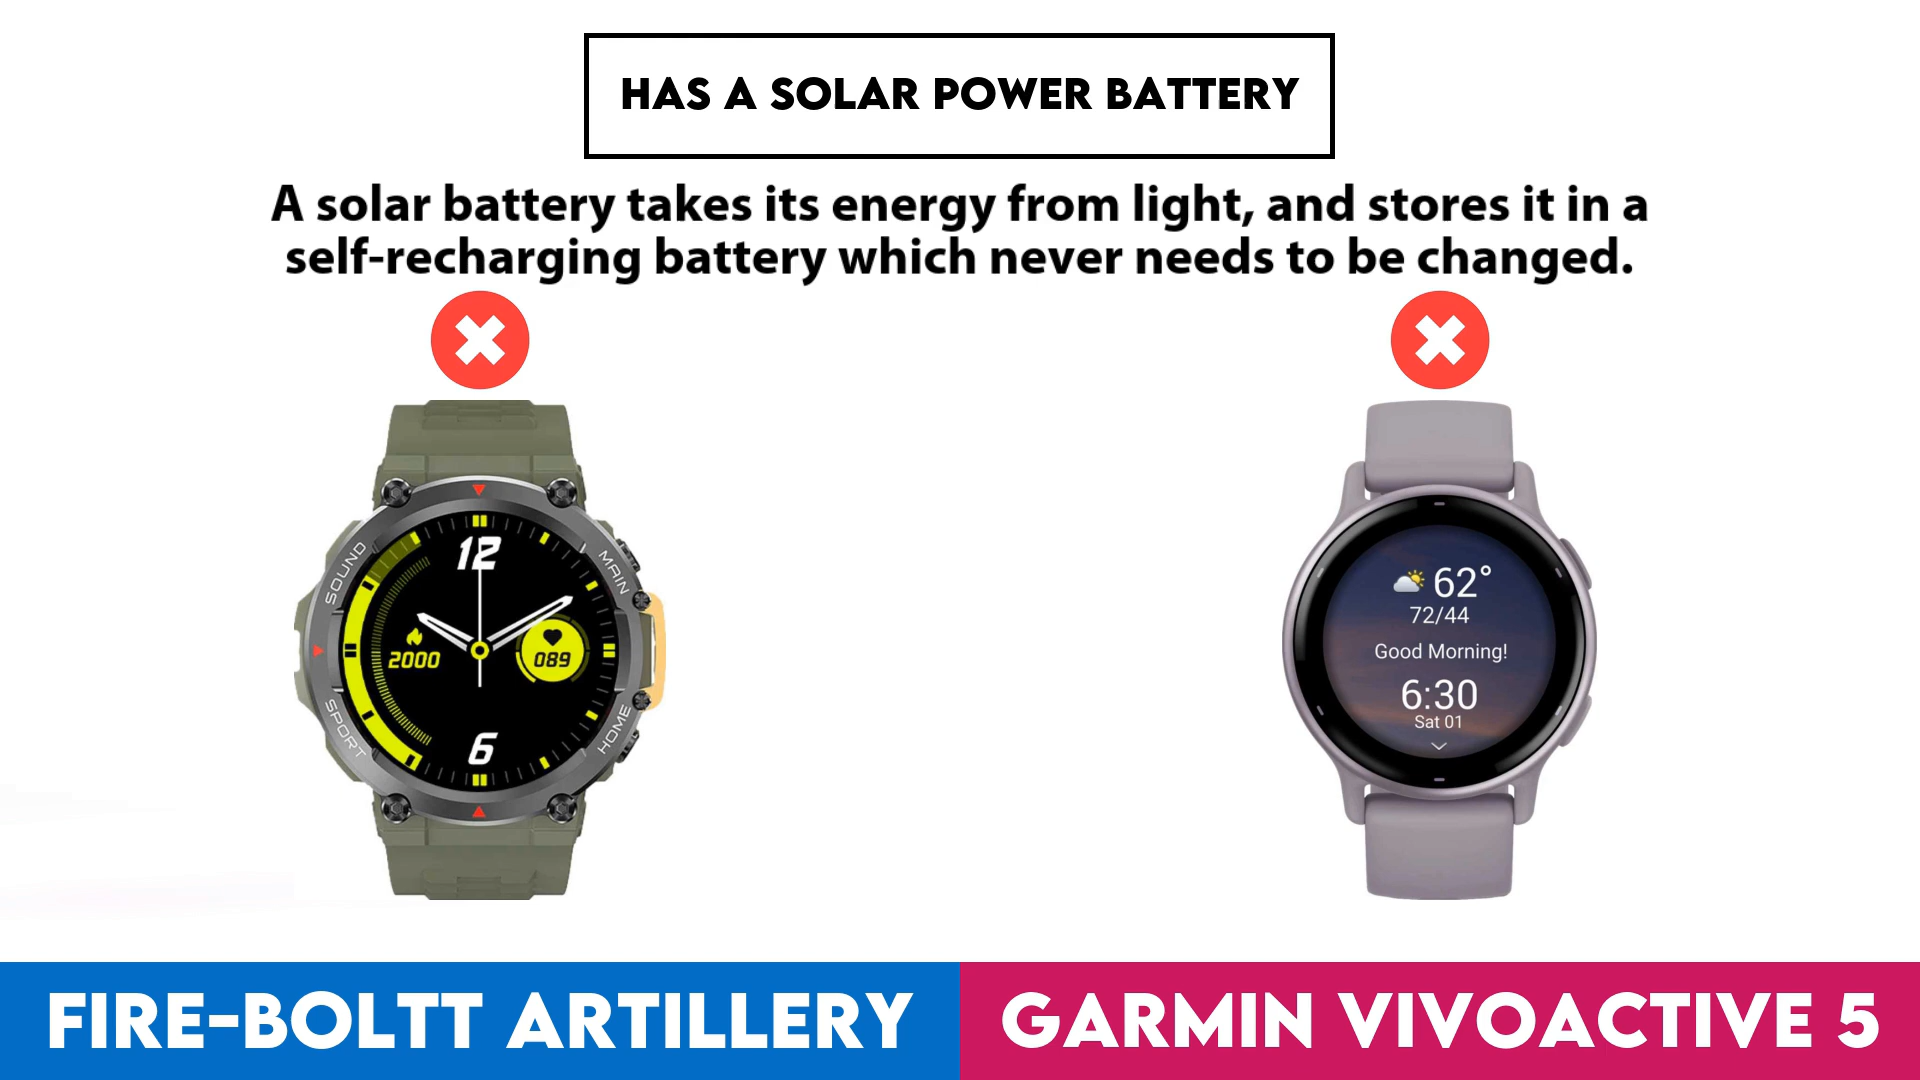 HAS A SOLAR POWER BATTERY
A solar battery takes its energy from light, and stores it in a
self-recharging battery which never needs to be changed.
SOUND
MAIN
12
2000
089
SPORT
HOME
6
62°
72/44
Good Morning!
6:30
Sat 01
FIRE-BOLTT ARTILLERY
GARMIN VIVOACTIVE 5